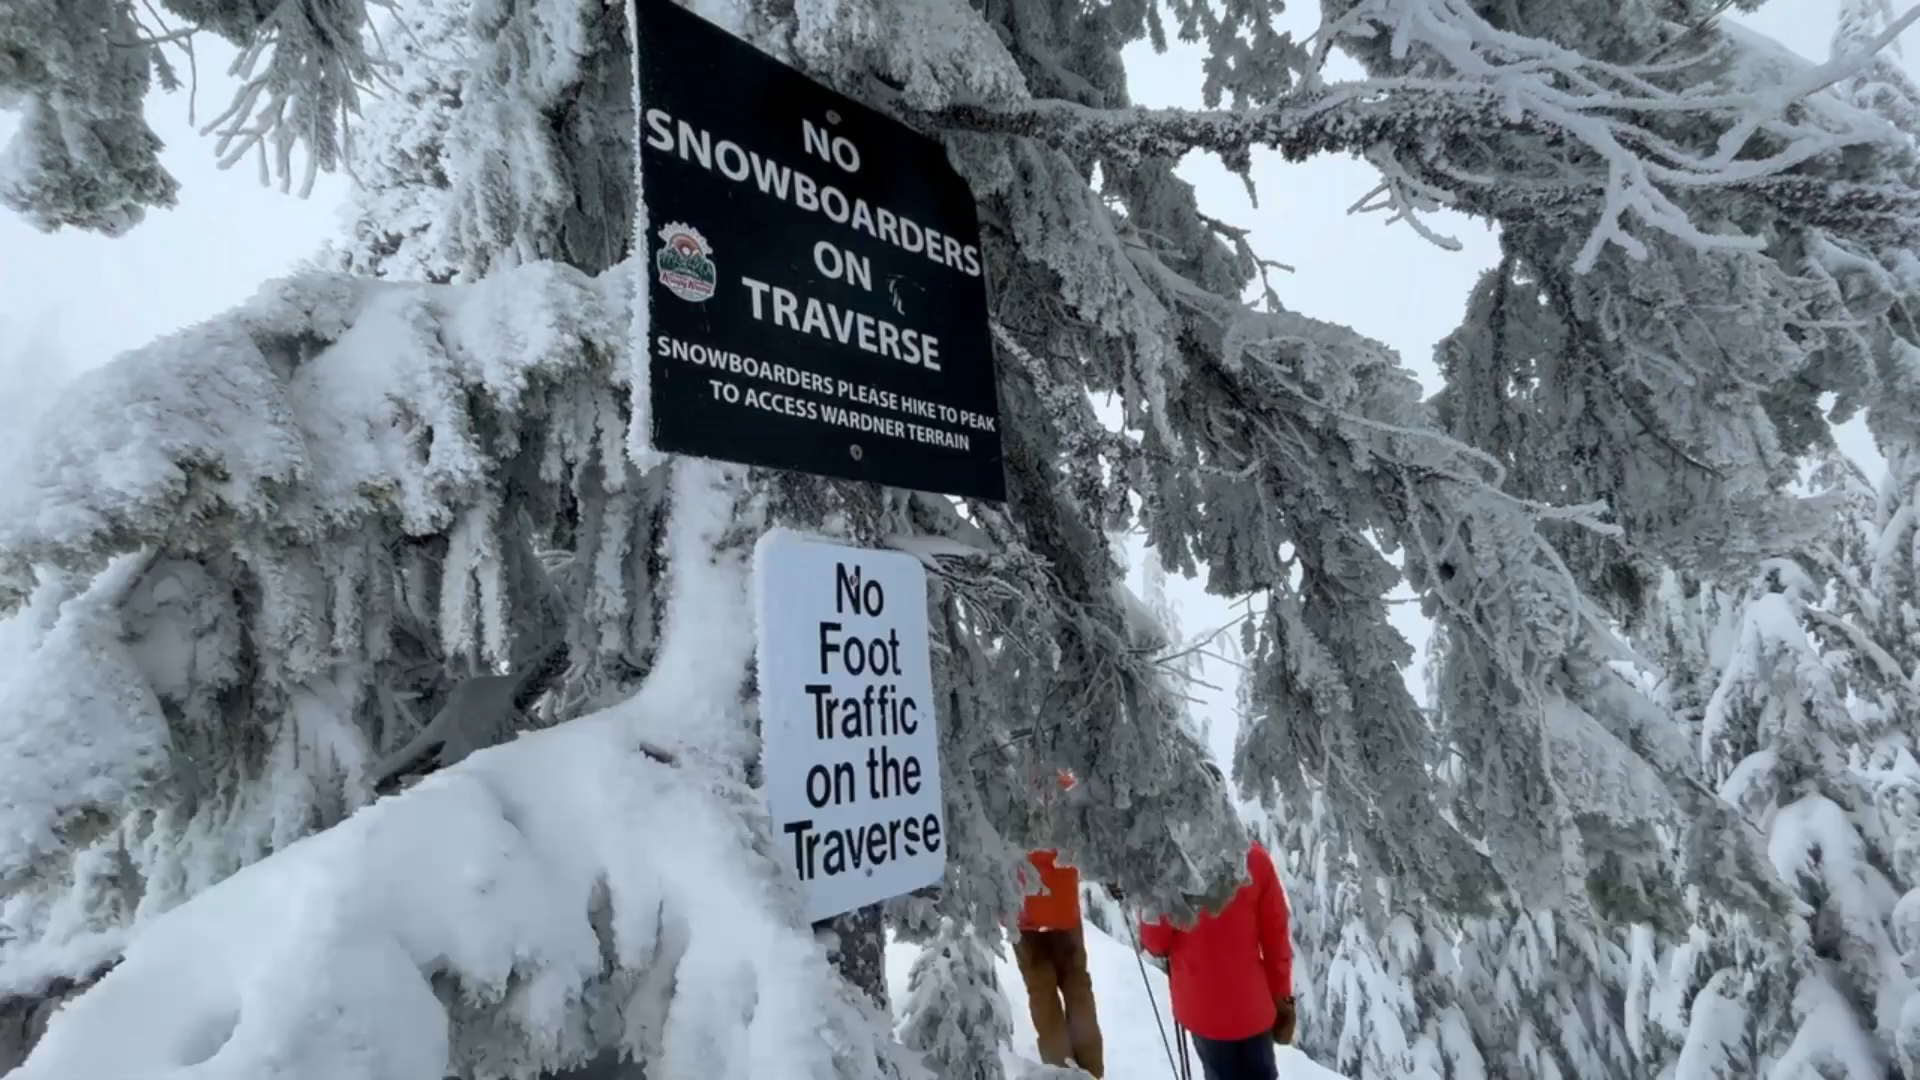 NO
SNOWBOARDERS
ON
TRAVERSE
SNOWBOARDERS PLEASE HIKE TO PEAK
TO ACCESS WARDNER TERRAIN
No
Foot
Traffic
on the
Traverse